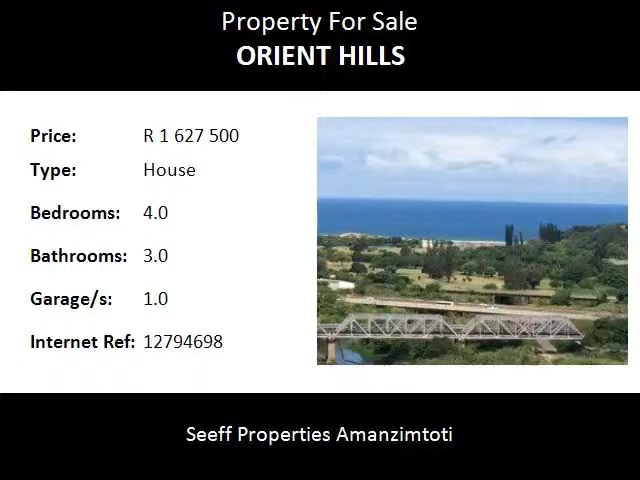 Property For Sale
ORIENT HILLS
Price: R 1 627 500
Type: House
Bedrooms: 4.0
Bathrooms: 3.0
Garage/s: 1.0
Internet Ref: 12794698
Seeff Properties Amanzimtoti